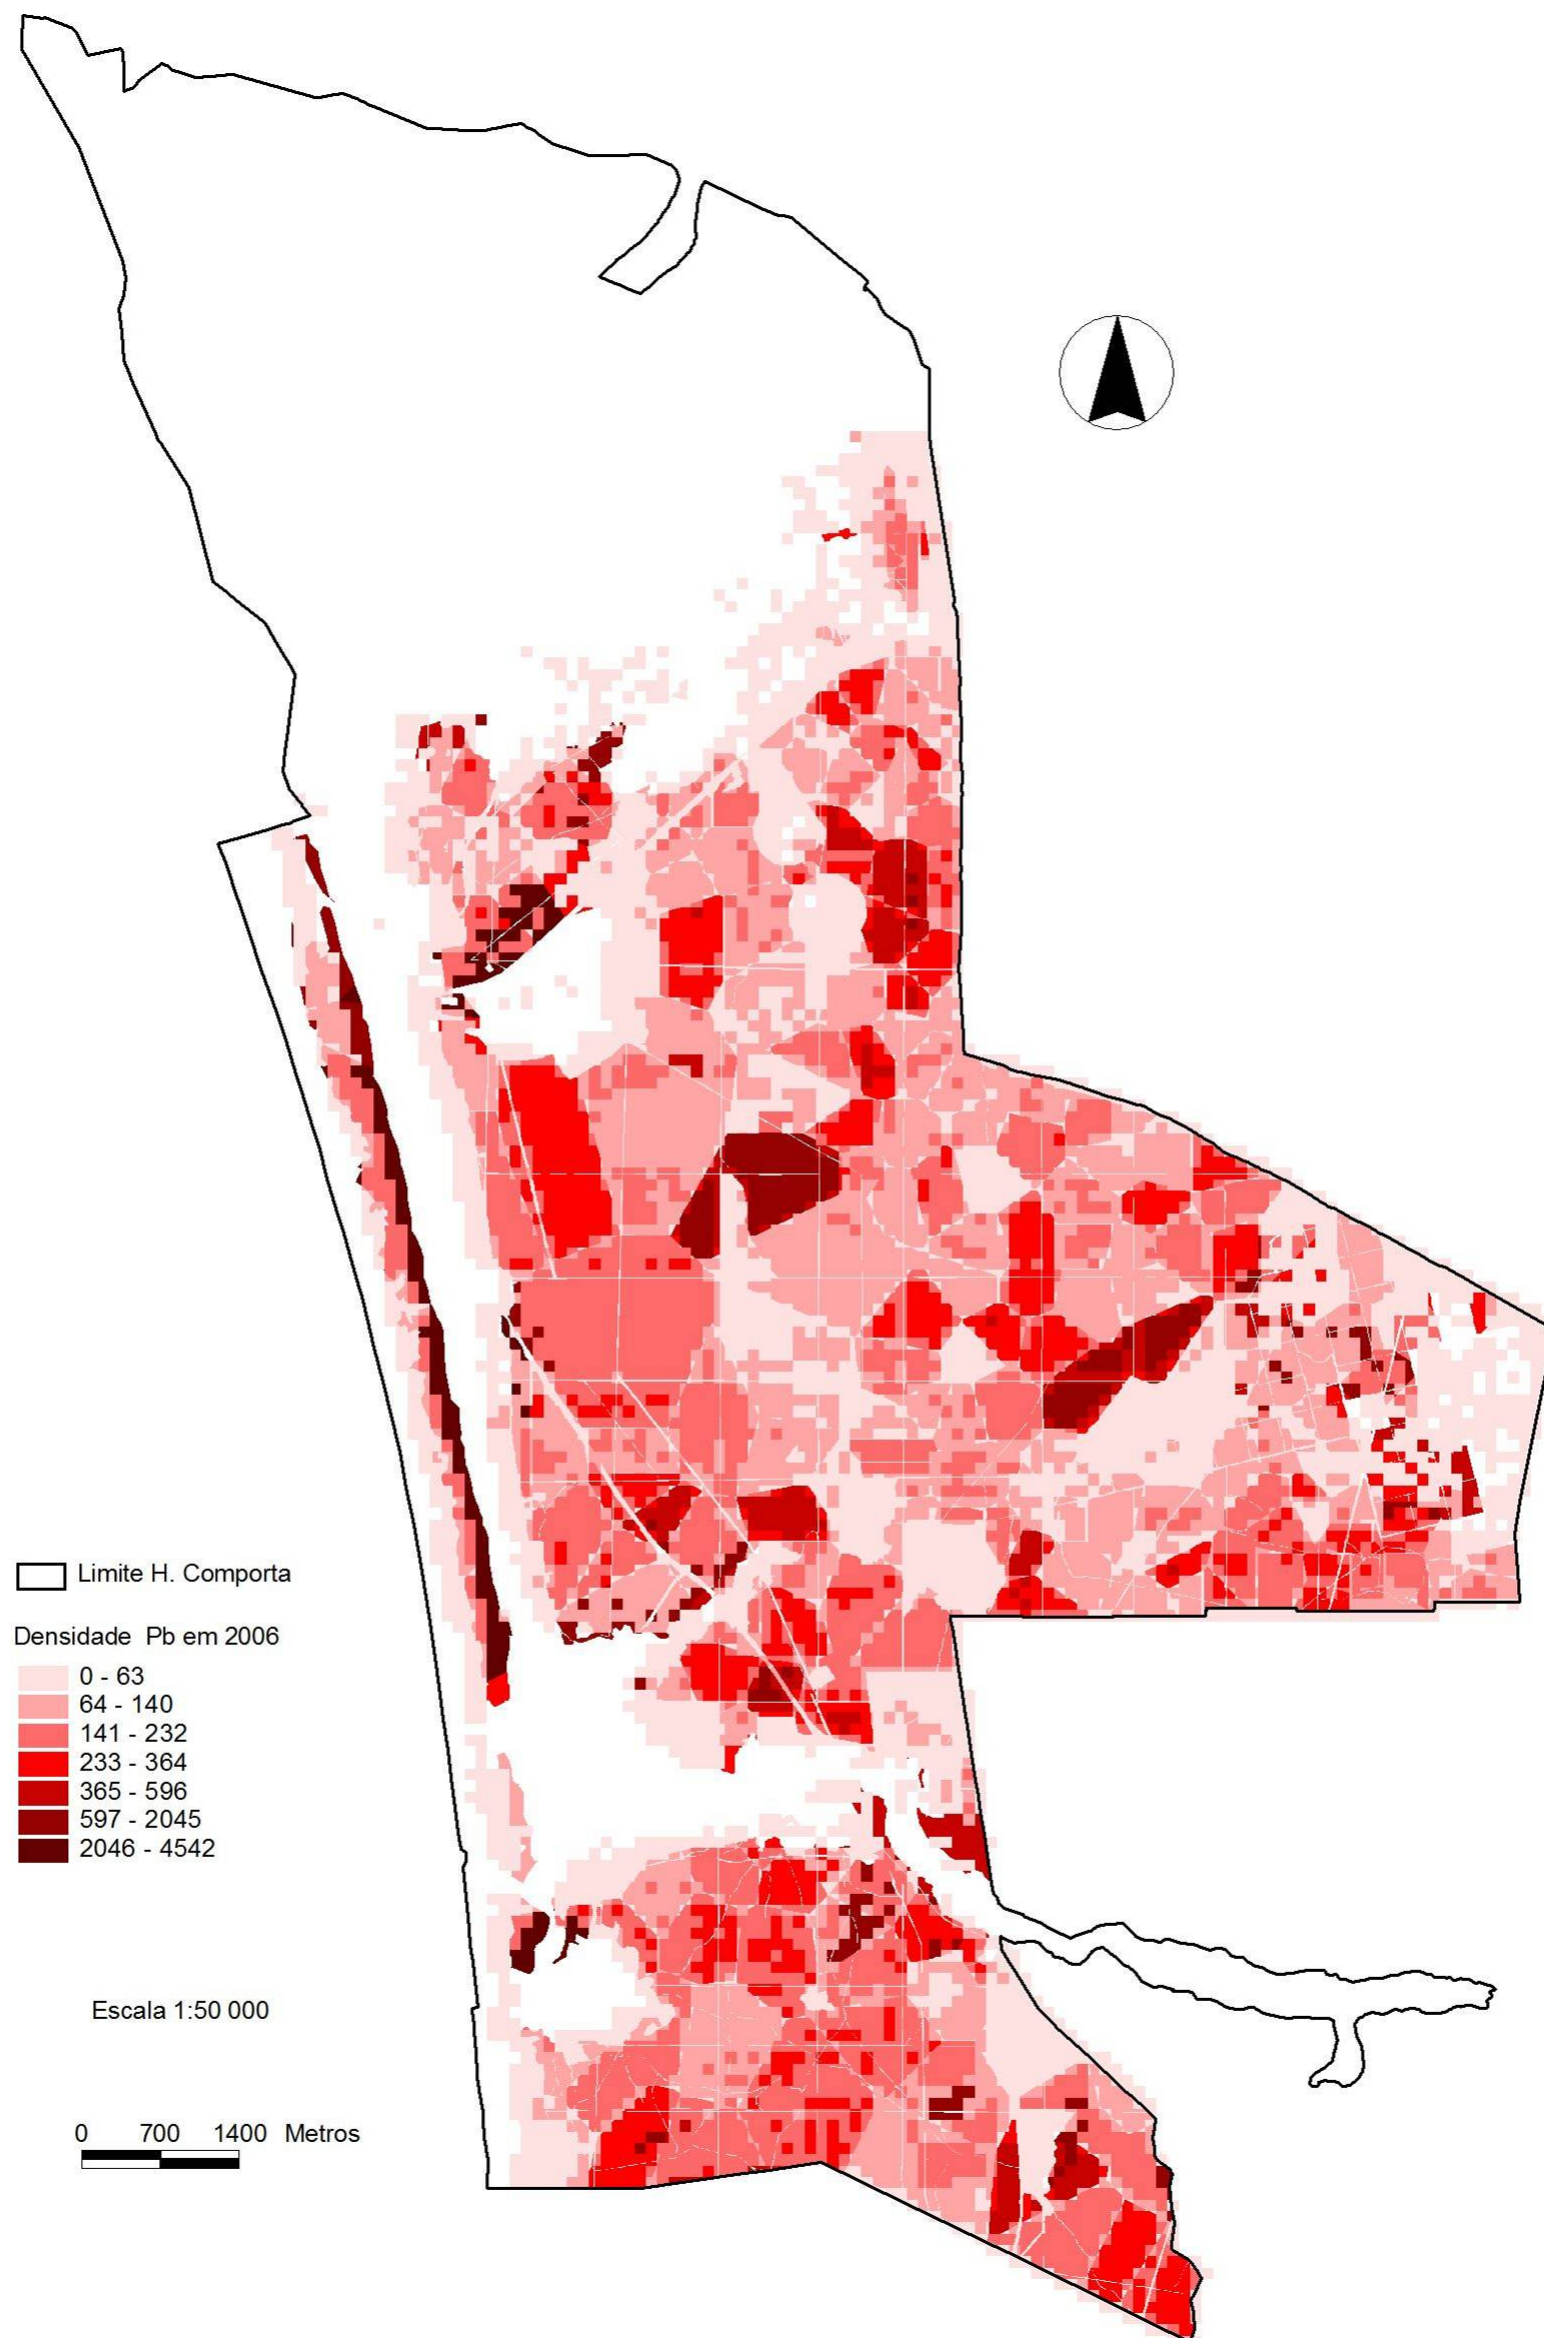 Limite H. Comporta
Densidade Pb em 2006
0 - 63
64 - 140
141 - 232
233 - 364
365 - 596
597 - 2045
2046 - 4542
Escala 1:50 000
0 700 1400 Metros